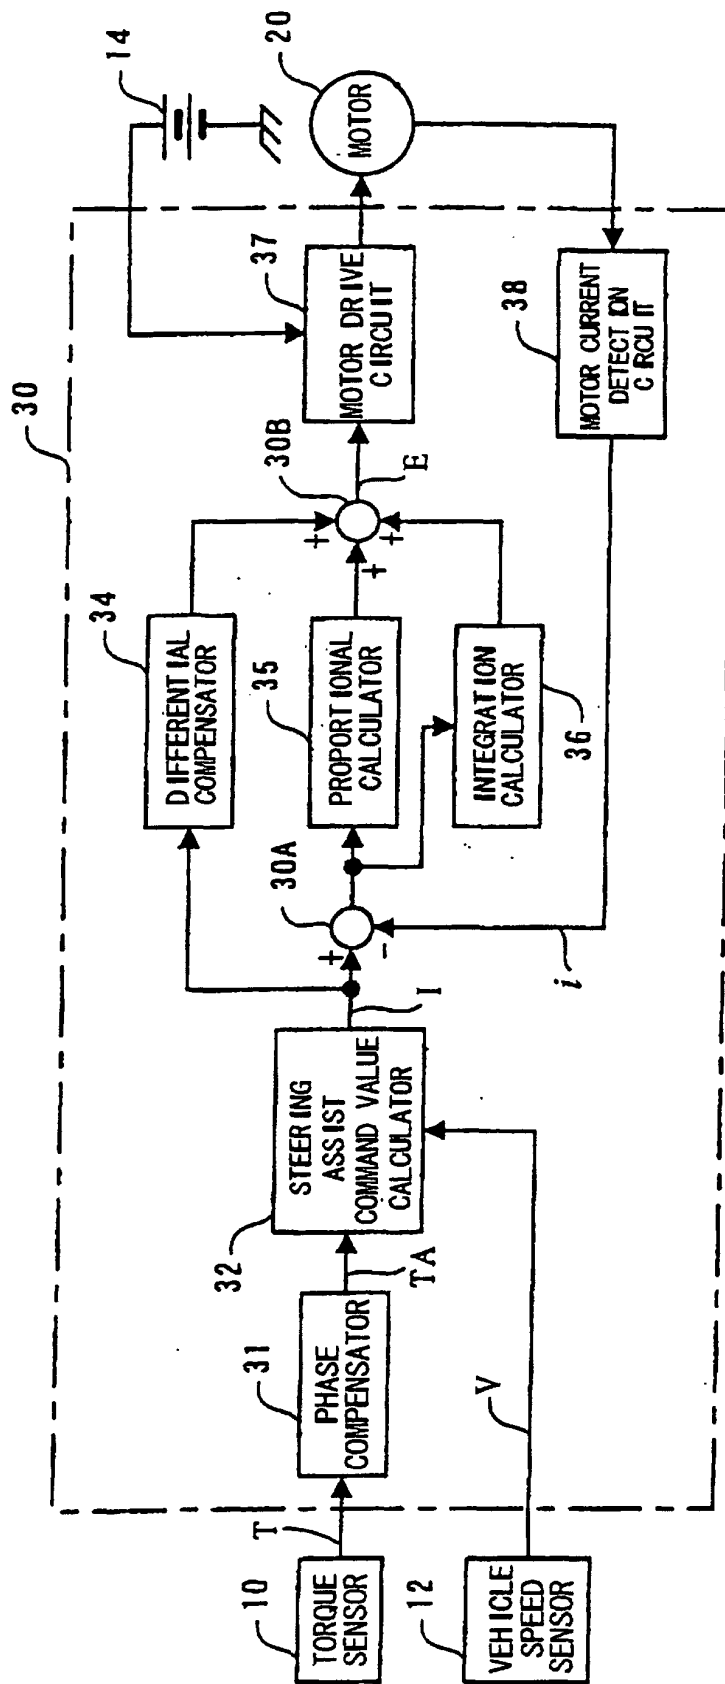 30
10
TORQUE
SENSOR
T
31
PHASE
COMPENSATOR
TA
32
STEERING
ASSIST
COMMAND VALUE
CALCULATOR
I
12
VEHICLE
SPEED
SENSOR
V
30A
+
-
34
DIFFERENTIAL
COMPENSATOR
35
PROPORTIONAL
CALCULATOR
36
INTEGRATION
CALCULATOR
30B
+
+
+
E
37
MOTOR DRIVE
CIRCUIT
14
20
MOTOR
38
MOTOR CURRENT
DETECTION
CIRCUIT
i